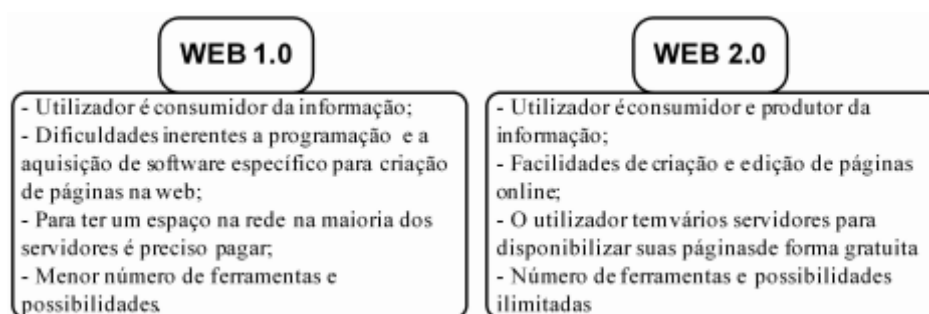 WEB 1.0
- Utilizador é consumidor da informação;
- Dificuldades inerentes a programação e a
aquisição de software específico para criação
de páginas na web;
- Para ter um espaço na rede na maioria dos
servidores é preciso pagar;
- Menor número de ferramentas e
possibilidades.
WEB 2.0
- Utilizador éconsumidor e produtor da
informação;
- Facilidades de criação e edição de páginas
online;
- O utilizador temvários servidores para
disponibilizar suas páginasde forma gratuita
- Número de ferramentas e possibilidades
ilimitadas